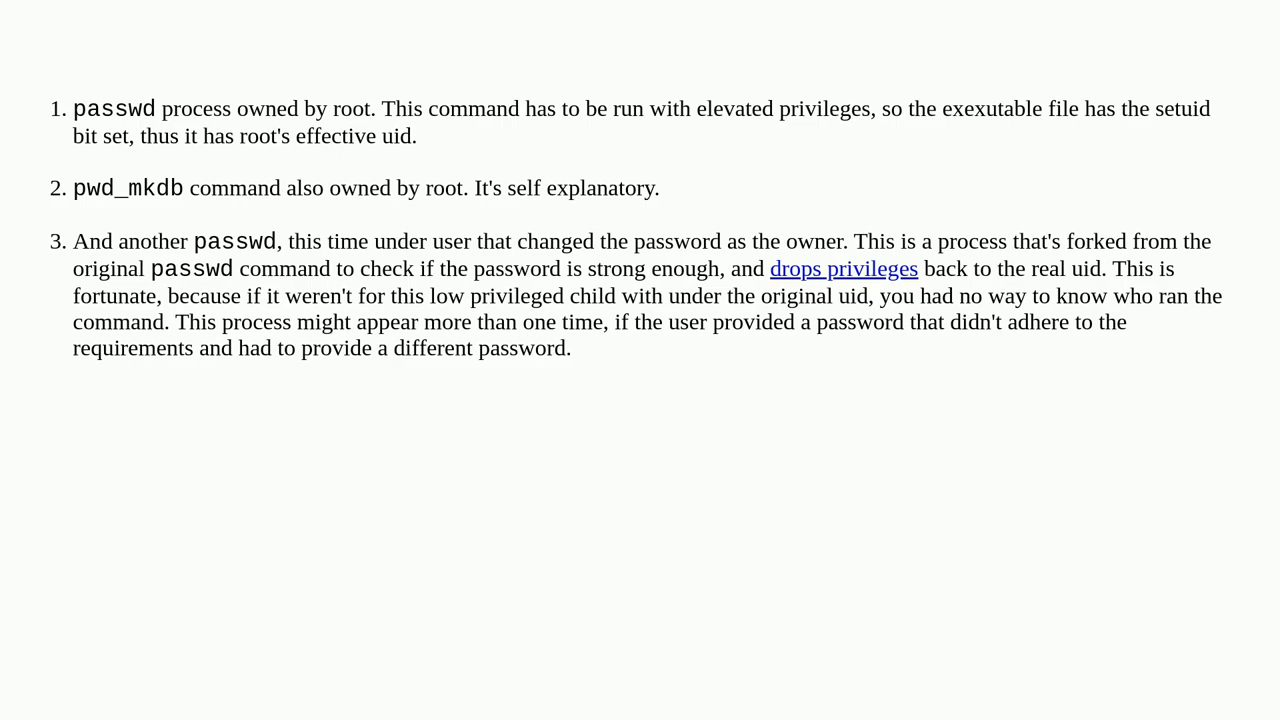 1. passwd process owned by root. This command has to be run with elevated privileges, so the exexutable file has the setuid
bit set, thus it has root's effective uid.
2. pwd_mkdb command also owned by root. It's self explanatory.
3. And another passwd, this time under user that changed the password as the owner. This is a process that's forked from the
original passwd command to check if the password is strong enough, and drops privileges back to the real uid. This is
fortunate, because if it weren't for this low privileged child with under the original uid, you had no way to know who ran the
command. This process might appear more than one time, if the user provided a password that didn't adhere to the
requirements and had to provide a different password.